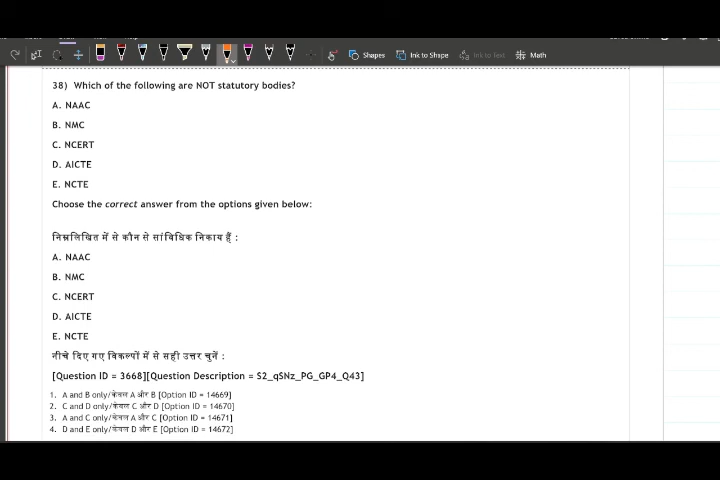 Shapes Ink to Shape Ink to Text Math
38) Which of the following are NOT statutory bodies?
A. NAAC
B. NMC
C. NCERT
D. AICTE
E. NCTE
Choose the correct answer from the options given below:
निम्नलिखित में से कौन से सांविधिक निकाय हैं :
A. NAAC
B. NMC
C. NCERT
D. AICTE
E. NCTE
नीचे दिए गए विकल्पों में से सही उत्तर चुनें :
[Question ID = 3668][Question Description = S2_qSNz_PG_GP4_Q43]
1. A and B only/केवल A और B [Option ID = 14669]
2. C and D only/केवल C और D [Option ID = 14670]
3. A and C only/केवल A और C [Option ID = 14671]
4. D and E only/केवल D और E [Option ID = 14672]